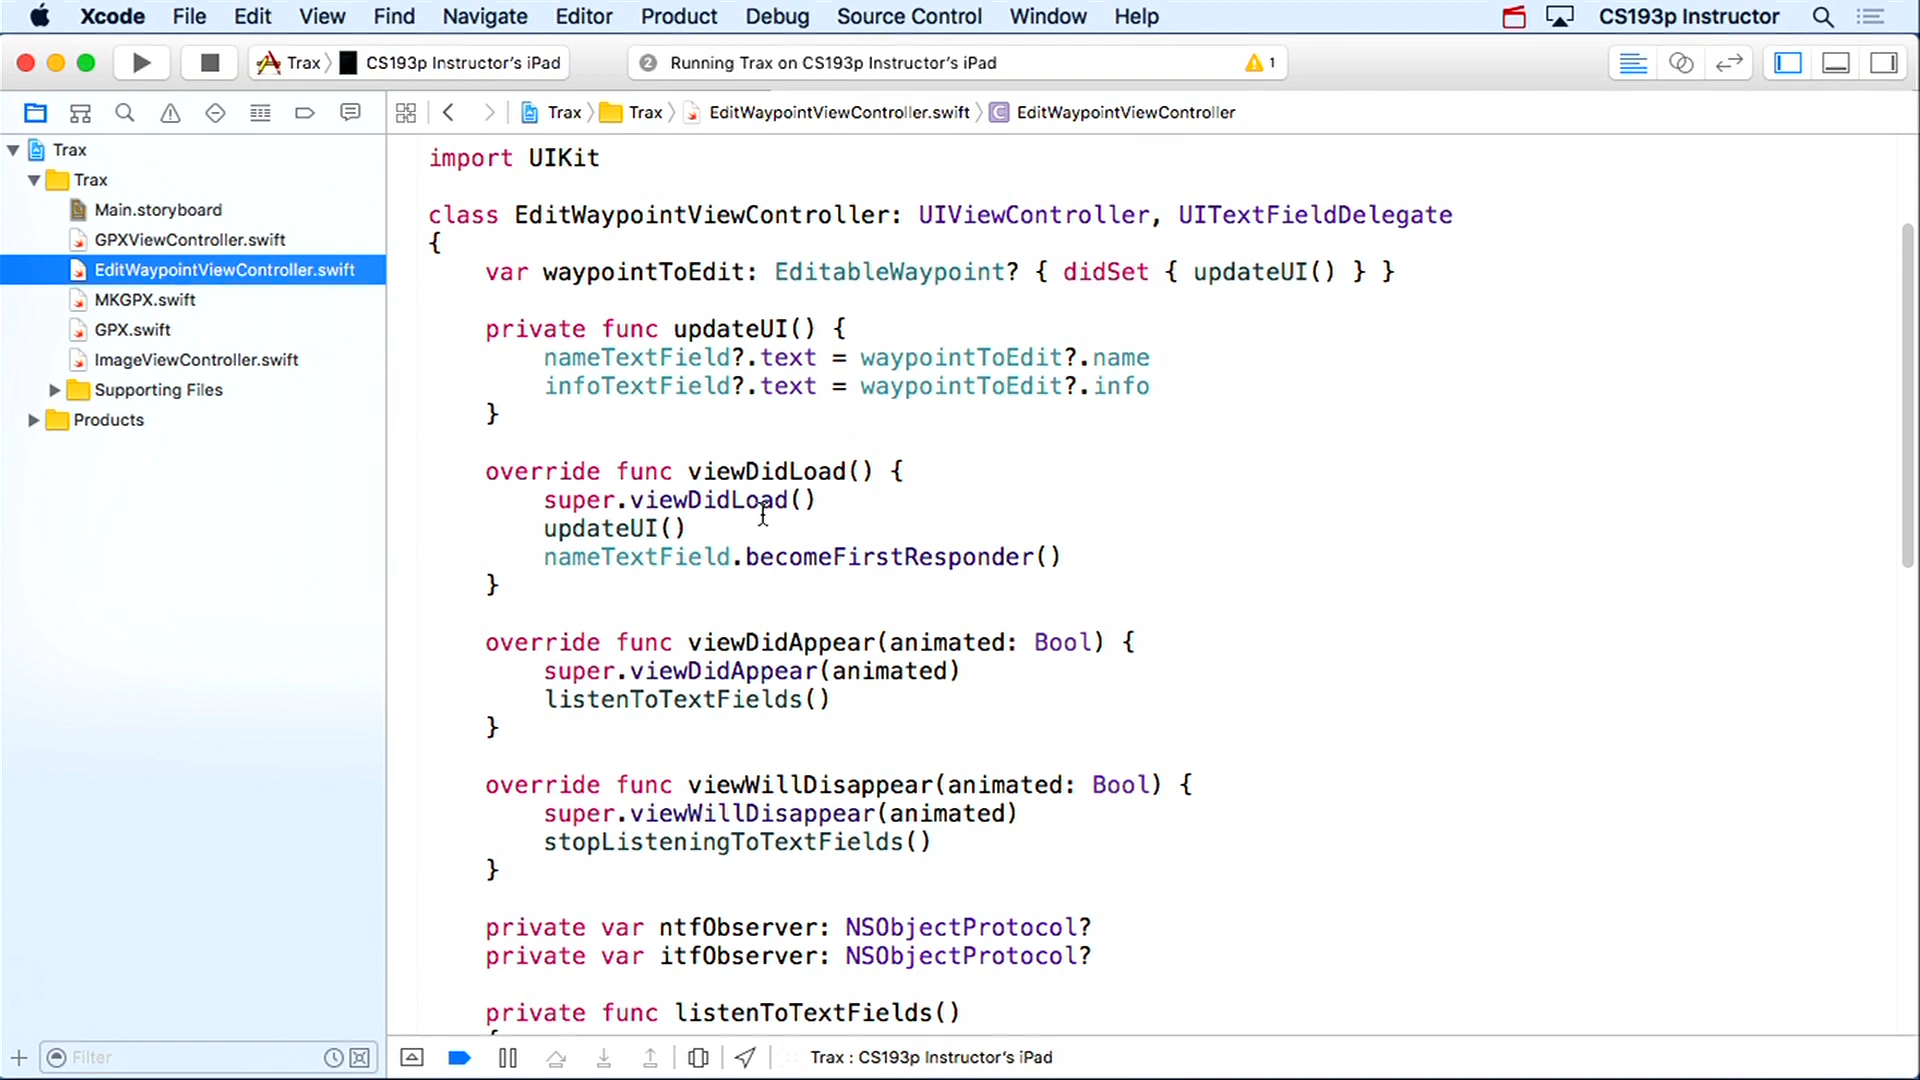 Xcode File Edit View Find Navigate Editor Product Debug Source Control Window Help CS193p Instructor
Trax CS193p Instructor's iPad 2 Running Trax on CS193p Instructor's iPad 1
Trax Trax EditWaypointViewController.swift C EditWaypointViewController
Trax
Trax
Main.storyboard
GPXViewController.swift
EditWaypointViewController.swift
MKGPX.swift
GPX.swift
ImageViewController.swift
Supporting Files
Products
Filter
import UIKit
class EditWaypointViewController: UIViewController, UITextFieldDelegate
{
var waypointToEdit: EditableWaypoint? { didSet { updateUI() } }
private func updateUI() {
nameTextField?.text = waypointToEdit?.name
infoTextField?.text = waypointToEdit?.info
}
override func viewDidLoad() {
super.viewDidLoad()
updateUI()
nameTextField.becomeFirstResponder()
}
override func viewDidAppear(animated: Bool) {
super.viewDidAppear(animated)
listenToTextFields()
}
override func viewWillDisappear(animated: Bool) {
super.viewWillDisappear(animated)
stopListeningToTextFields()
}
private var ntfObserver: NSObjectProtocol?
private var itfObserver: NSObjectProtocol?
private func listenToTextFields()
{
Trax : CS193p Instructor's iPad